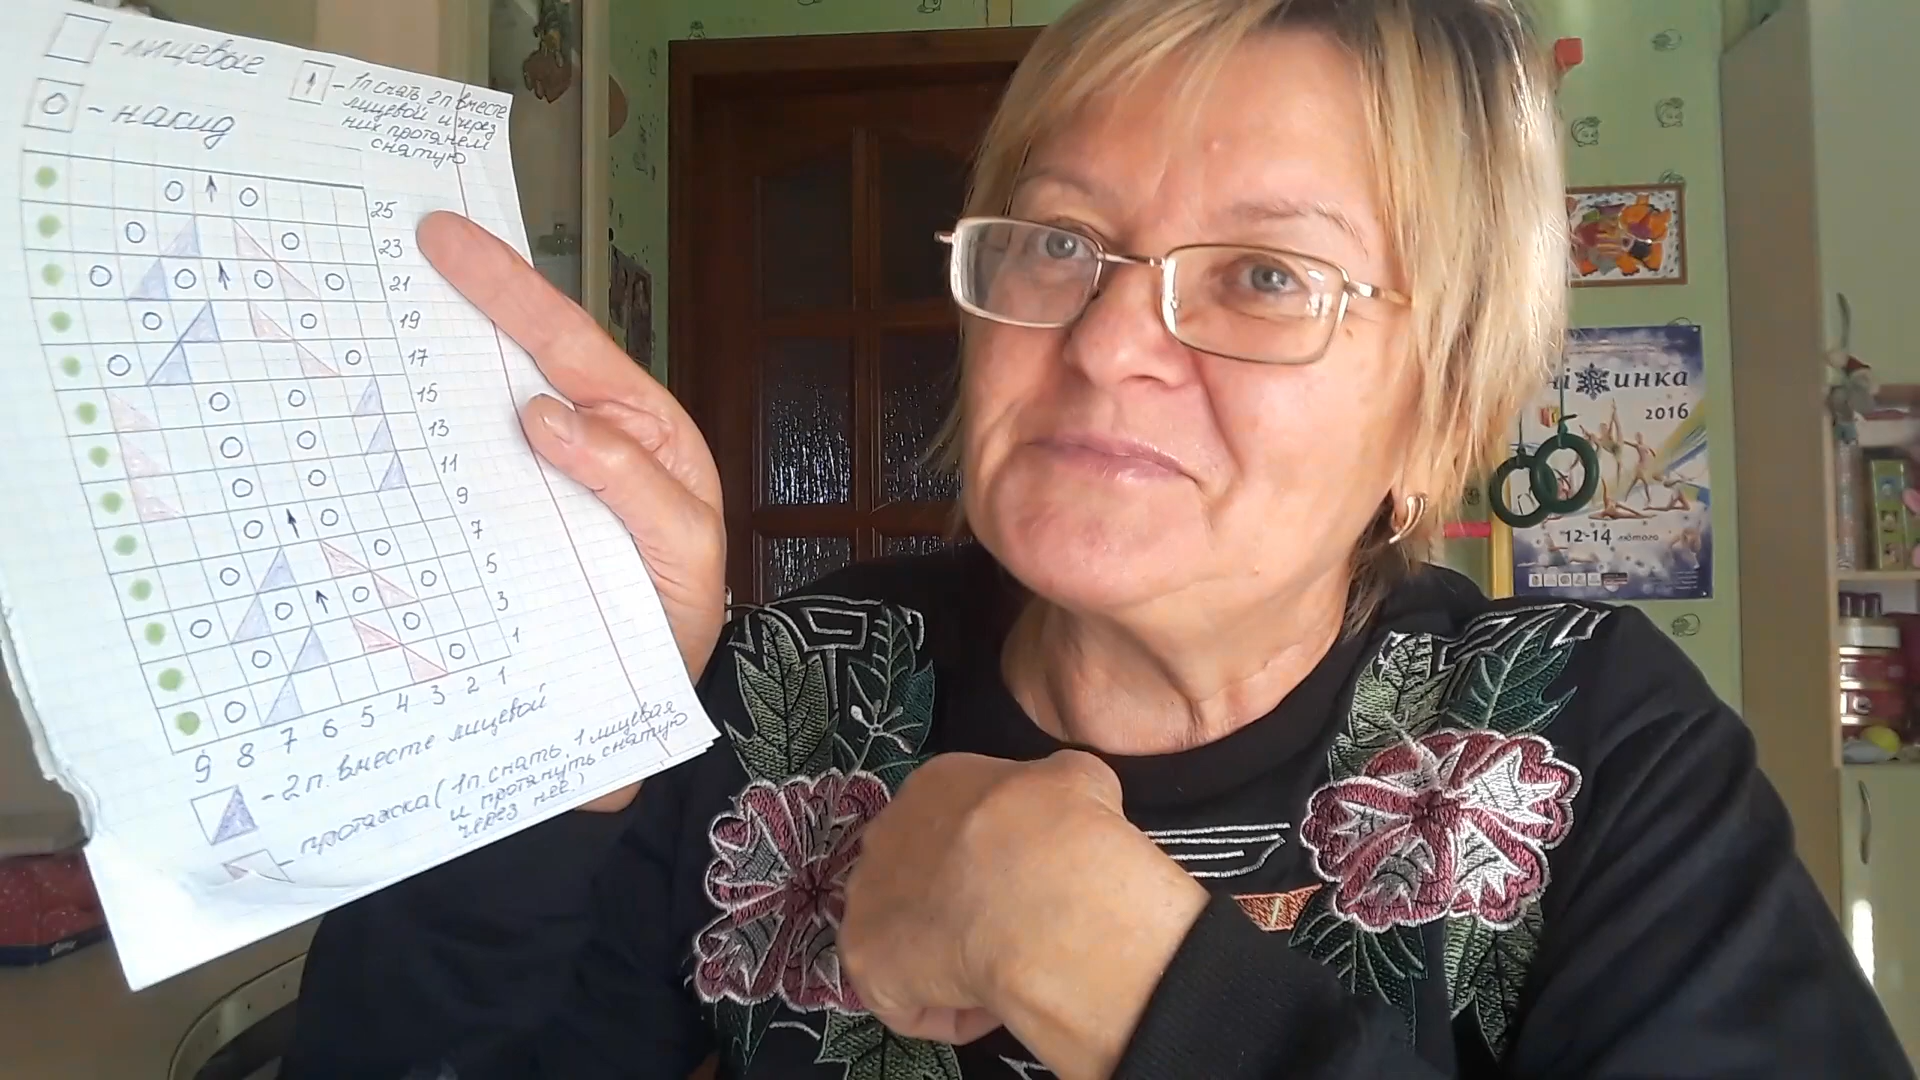 -лицевые
- накид
- 1п снять 2п вместе
лицевой и через
них протянем
снятую
25
23
21
19
17
15
13
11
9
7
5
3
1
9 8 7 6 5 4 3 2 1
- 2п. вместе лицевой
- протяжка (1п. снять, 1 лицевая
и протянуть снятую
через неё.)
инка
2016
12-14 лютого